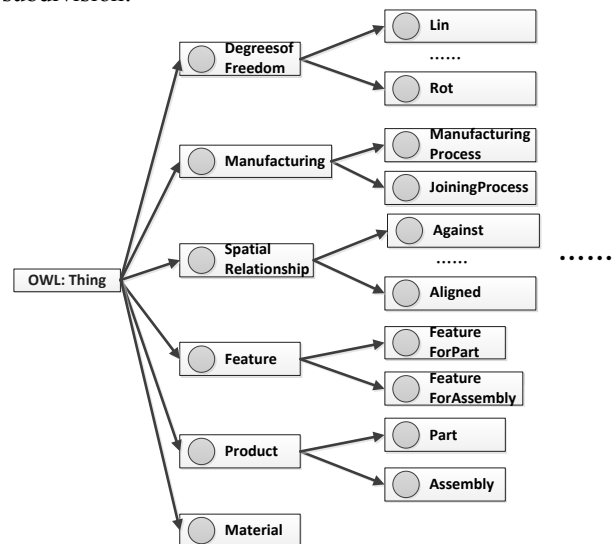 subdivision.
Degreesof
Freedom
Lin
......
Rot
Manufacturing
Manufacturing
Process
JoiningProcess
Spatial
Relationship
Against
......
Aligned
......
OWL: Thing
Feature
Feature
ForPart
Feature
ForAssembly
Product
Part
Assembly
Material